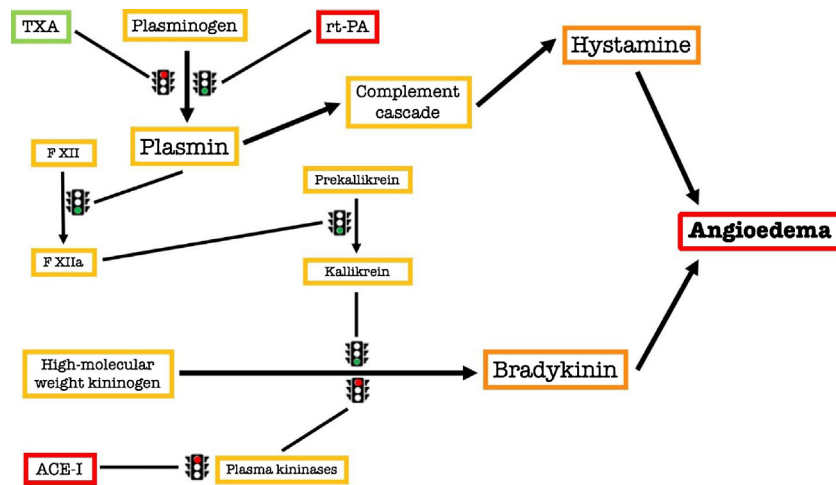 TXA
Plasminogen
rt-PA
Hystamine
Complement
cascade
F XII
Plasmin
Prekallikrein
Angioedema
F XIIa
Kallikrein
High-molecular
weight kininogen
Bradykinin
ACE-I
Plasma kininases